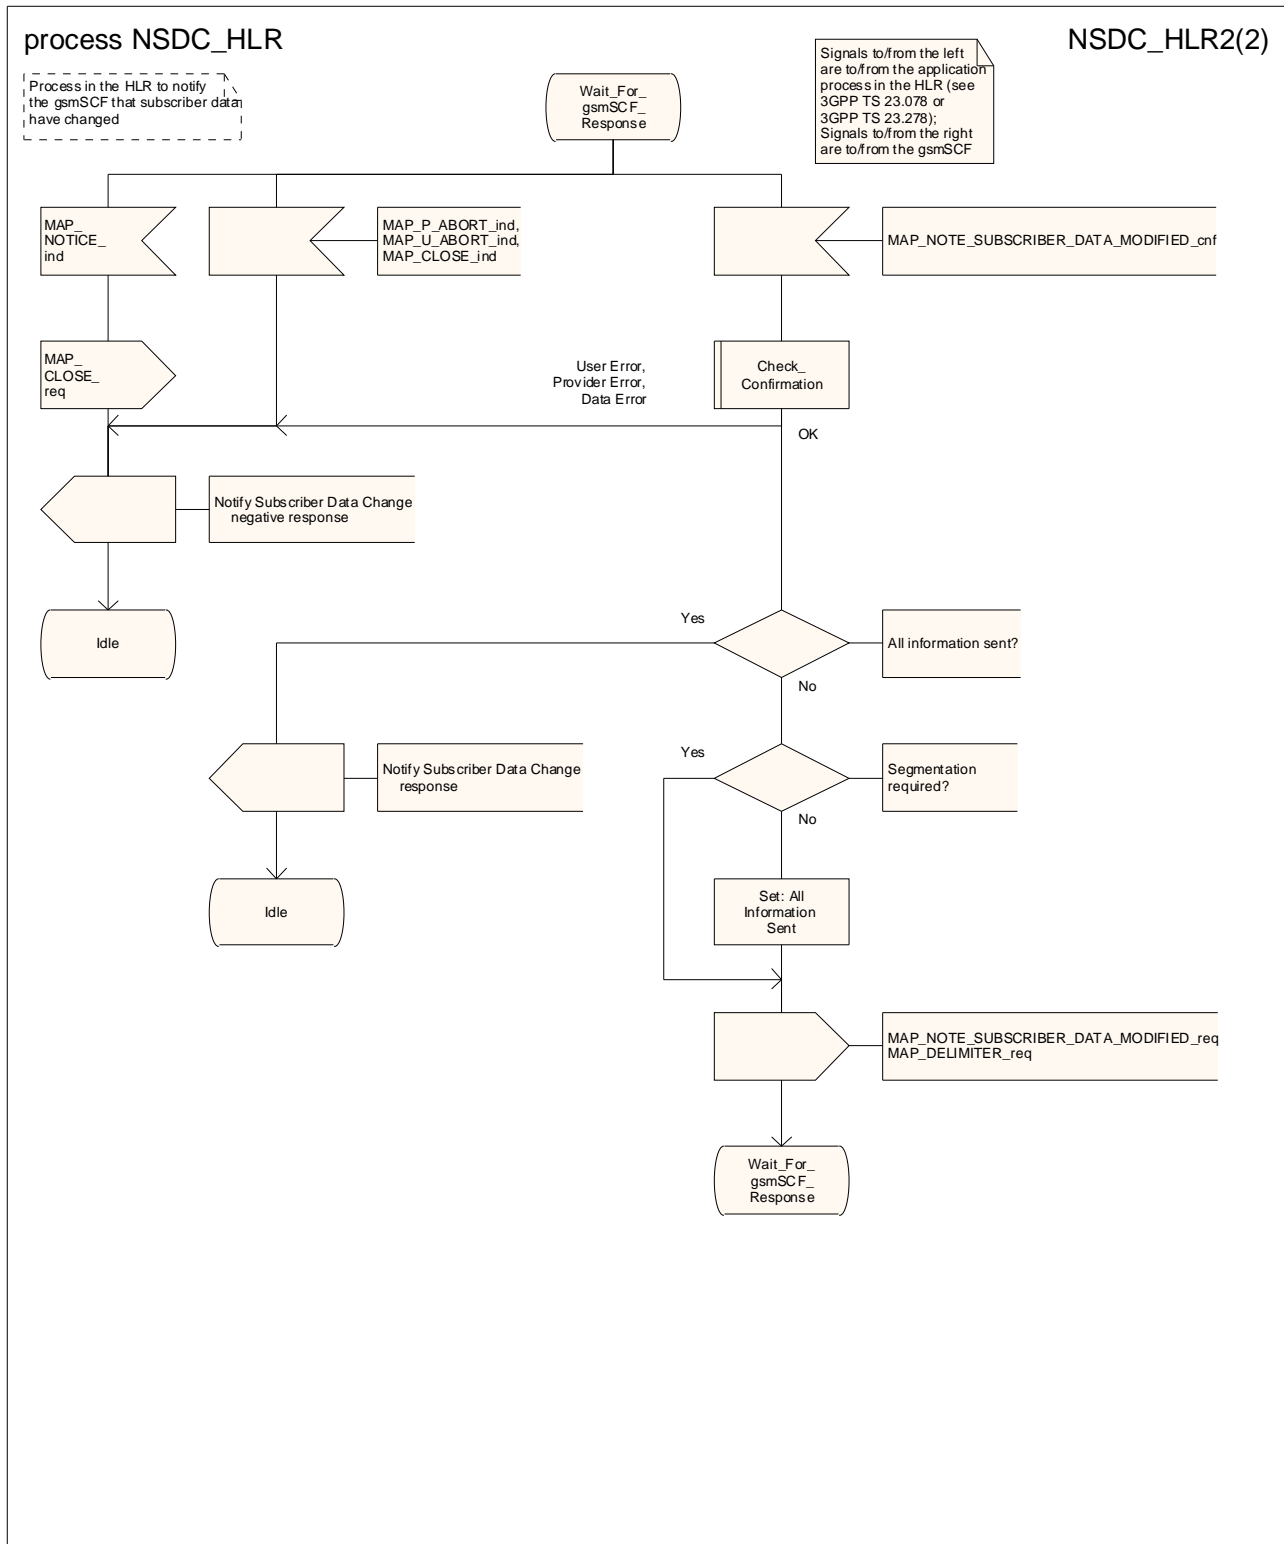 process NSDC_HLR
NSDC_HLR2(2)
Process in the HLR to notify
the gsmSCF that subscriber data
have changed
Wait_For_
gsmSCF_
Response
Signals to/from the left
are to/from the application
process in the HLR (see
3GPP TS 23.078 or
3GPP TS 23.278);
Signals to/from the right
are to/from the gsmSCF
MAP_
NOTICE_
ind
MAP_P_ABORT_ind,
MAP_U_ABORT_ind,
MAP_CLOSE_ind
MAP_NOTE_SUBSCRIBER_DATA_MODIFIED_cnf
MAP_
CLOSE_
req
User Error,
Provider Error,
Data Error
Check_
Confirmation
OK
Notify Subscriber Data Change
negative response
Idle
Yes
All information sent?
No
Notify Subscriber Data Change
response
Yes
Segmentation
required?
No
Idle
Set: All
Information
Sent
MAP_NOTE_SUBSCRIBER_DATA_MODIFIED_req
MAP_DELIMITER_req
Wait_For_
gsmSCF_
Response